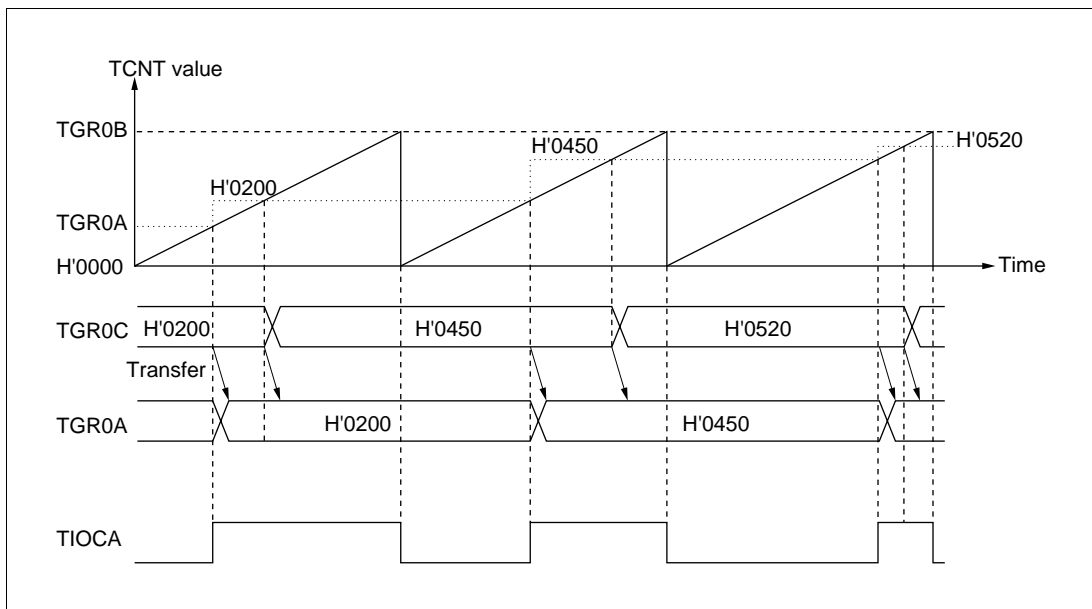 TCNT value
TGR0B
H'0520
H'0450
H'0200
TGR0A
H'0000
Time
TGR0C
H'0200
H'0450
H'0520
Transfer
TGR0A
H'0200
H'0450
TIOCA